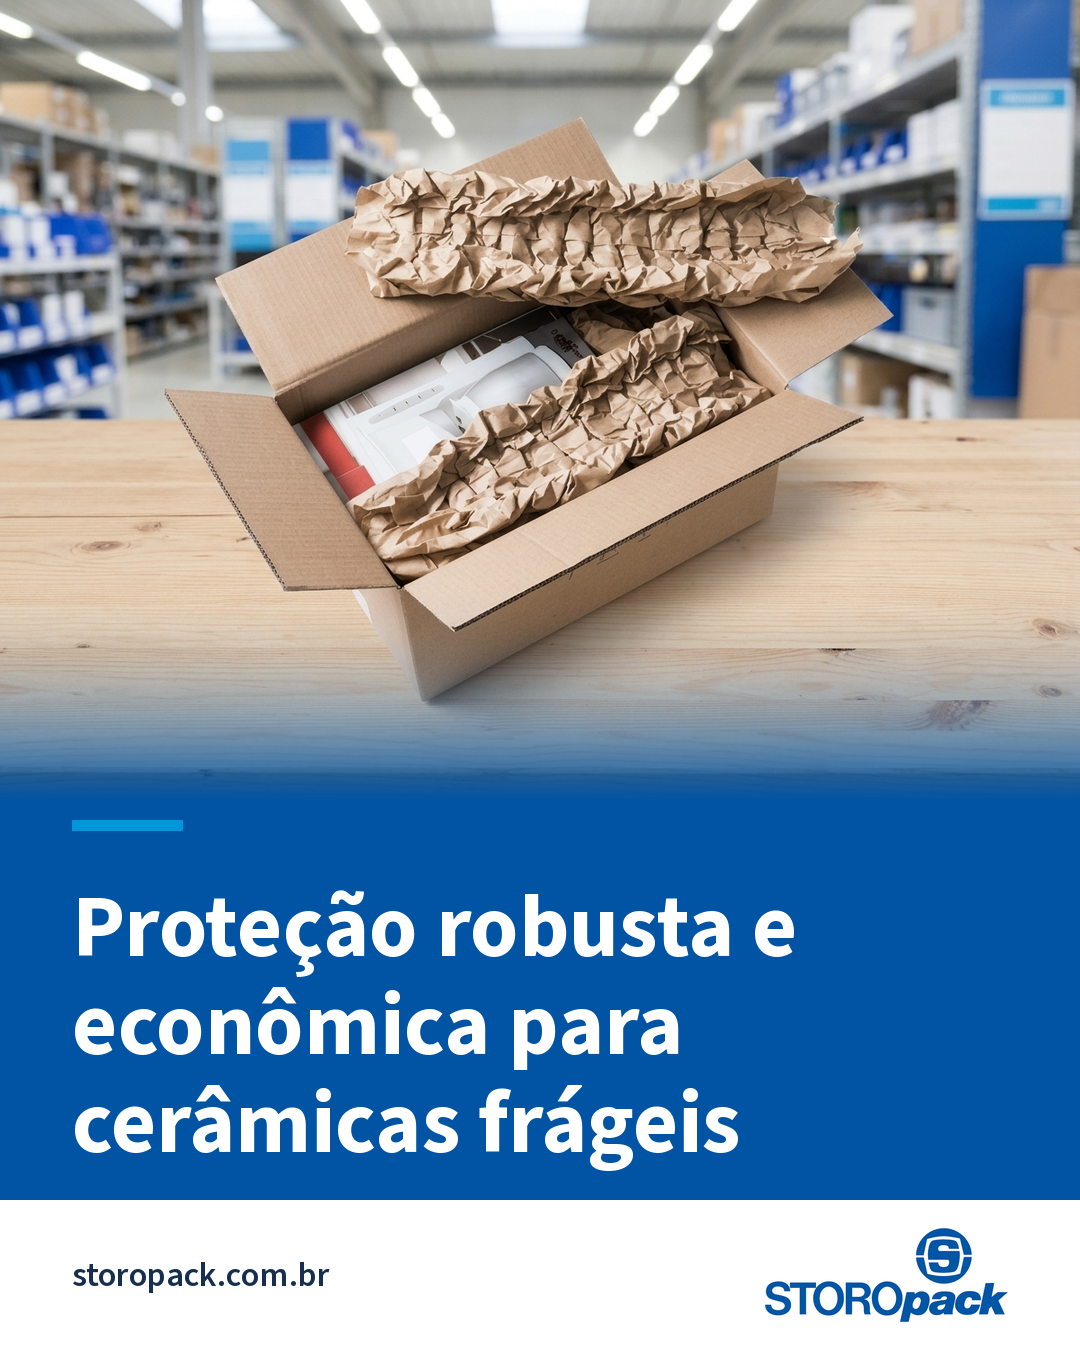 Proteção robusta e
econômica para
cerâmicas frágeis
storopack.com.br
S
STOROpack